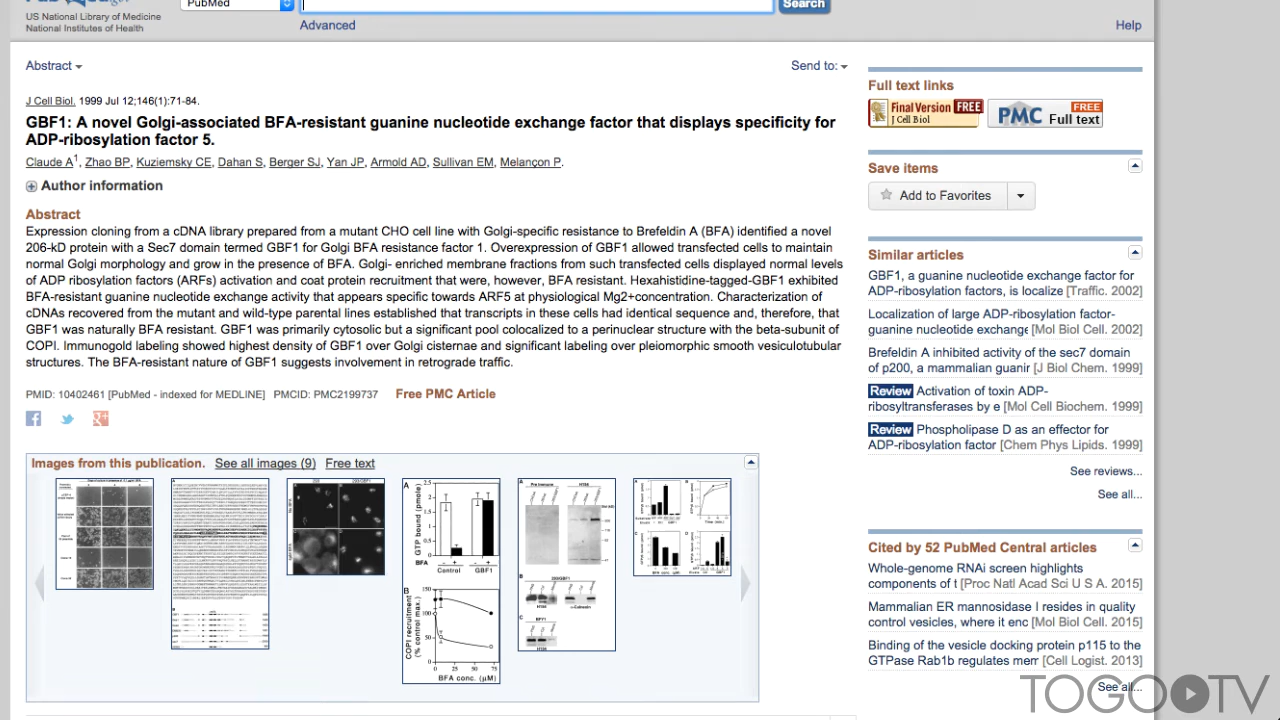 PubMed
Search
US National Library of Medicine
National Institutes of Health
Advanced
Help
Abstract
Send to:
J Cell Biol. 1999 Jul 12;146(1):71-84.
GBF1: A novel Golgi-associated BFA-resistant guanine nucleotide exchange factor that displays specificity for
ADP-ribosylation factor 5.
Claude A1, Zhao BP, Kuziemsky CE, Dahan S, Berger SJ, Yan JP, Armold AD, Sullivan EM, Melançon P.
Author information
Abstract
Expression cloning from a cDNA library prepared from a mutant CHO cell line with Golgi-specific resistance to Brefeldin A (BFA) identified a novel
206-kD protein with a Sec7 domain termed GBF1 for Golgi BFA resistance factor 1. Overexpression of GBF1 allowed transfected cells to maintain
normal Golgi morphology and grow in the presence of BFA. Golgi- enriched membrane fractions from such transfected cells displayed normal levels
of ADP ribosylation factors (ARFs) activation and coat protein recruitment that were, however, BFA resistant. Hexahistidine-tagged-GBF1 exhibited
BFA-resistant guanine nucleotide exchange activity that appears specific towards ARF5 at physiological Mg2+concentration. Characterization of
cDNAs recovered from the mutant and wild-type parental lines established that transcripts in these cells had identical sequence and, therefore, that
GBF1 was naturally BFA resistant. GBF1 was primarily cytosolic but a significant pool colocalized to a perinuclear structure with the beta-subunit of
COPI. Immunogold labeling showed highest density of GBF1 over Golgi cisternae and significant labeling over pleiomorphic smooth vesiculotubular
structures. The BFA-resistant nature of GBF1 suggests involvement in retrograde traffic.
PMID: 10402461 [PubMed - indexed for MEDLINE] PMCID: PMC2199737 Free PMC Article
Images from this publication. See all images (9) Free text
A
GTP bound (pmole)
2.5
2.0
1.5
1.0
0.5
0
BFA - + - +
Control GBF1
B
COPI recruitment
(% control max.)
150
100
50
0
0 25 50 75
BFA conc. (µM)
Full text links
Final Version FREE
J Cell Biol
PMC FREE
Full text
Save items
Add to Favorites
Similar articles
GBF1, a guanine nucleotide exchange factor for
ADP-ribosylation factors, is localize [Traffic. 2002]
Localization of large ADP-ribosylation factor-
guanine nucleotide exchange [Mol Biol Cell. 2002]
Brefeldin A inhibited activity of the sec7 domain
of p200, a mammalian guanir [J Biol Chem. 1999]
Review Activation of toxin ADP-
ribosyltransferases by e [Mol Cell Biochem. 1999]
Review Phospholipase D as an effector for
ADP-ribosylation factor [Chem Phys Lipids. 1999]
See reviews...
See all...
Cited by 52 PubMed Central articles
Whole-genome RNAi screen highlights
components of t [Proc Natl Acad Sci U S A. 2015]
Mammalian ER mannosidase I resides in quality
control vesicles, where it enc [Mol Biol Cell. 2015]
Binding of the vesicle docking protein p115 to the
GTPase Rab1b regulates mem [Cell Logist. 2013]
See all...
TOGO TV